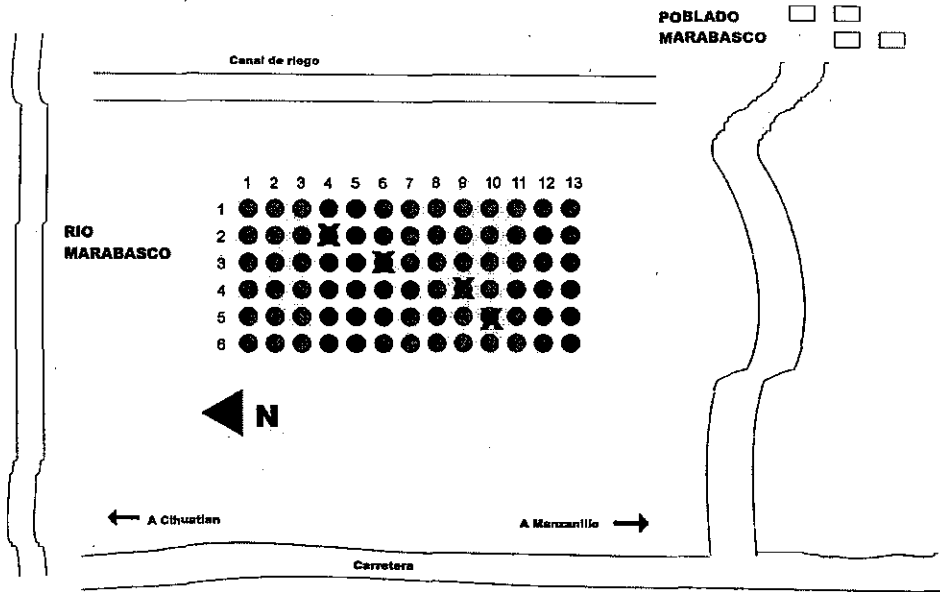 POBLADO
MARABASCO
Canal de riego
1 2 3 4 5 6 7 8 9 10 11 12 13
1
RIO
MARABASCO
2
3
4
5
6
N
A Cihuatlan
A Manzanillo
Carretera